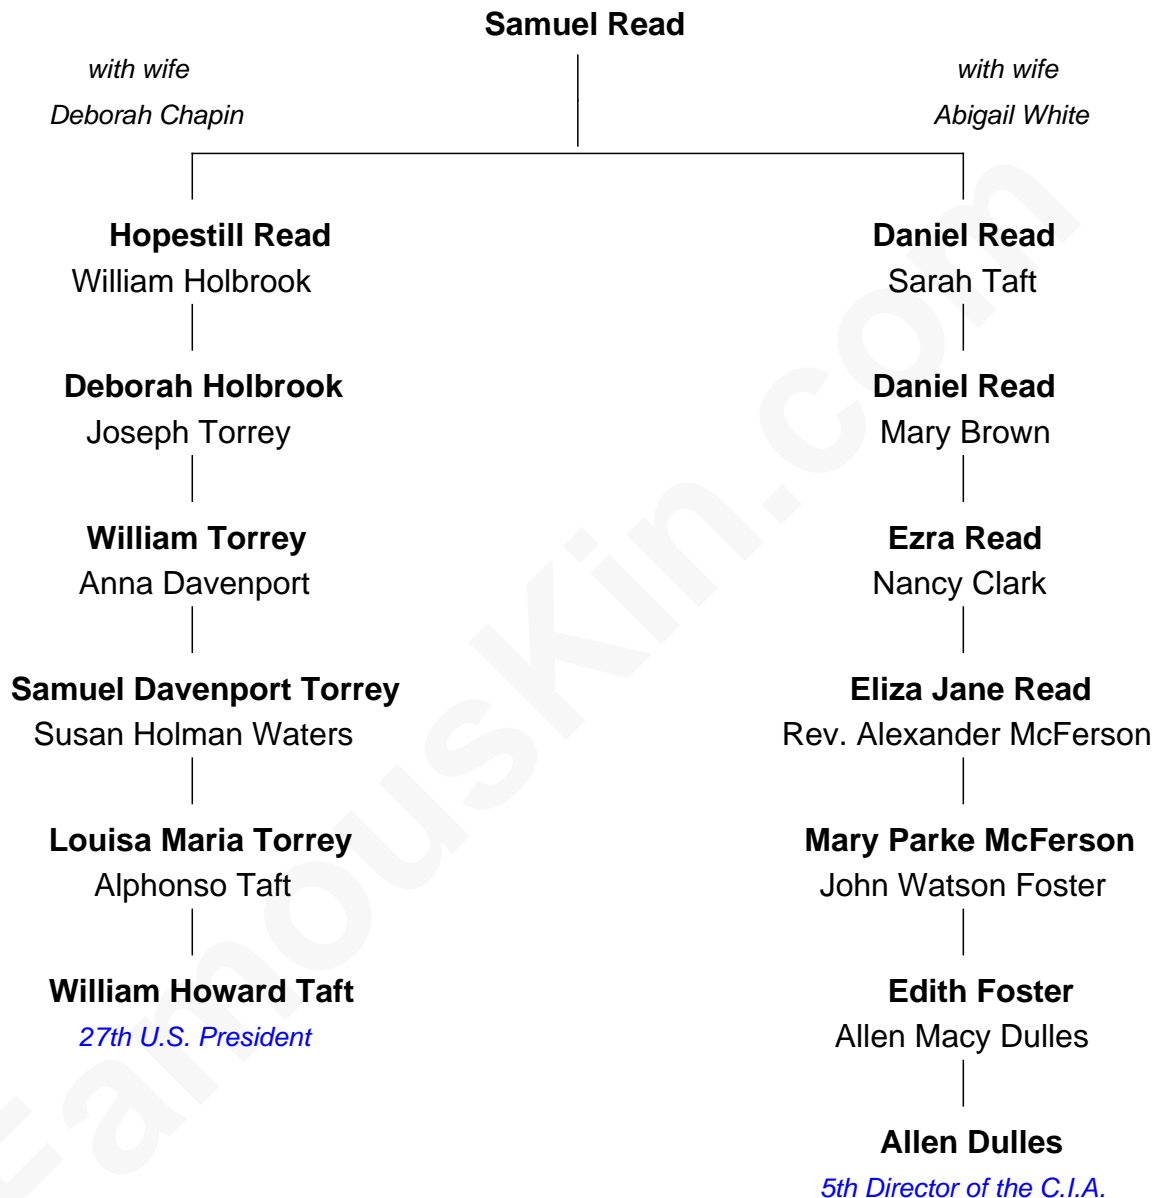 Samuel Read
with wife
Deborah Chapin
with wife
Abigail White
Hopestill Read
William Holbrook
Daniel Read
Sarah Taft
Deborah Holbrook
Joseph Torrey
Daniel Read
Mary Brown
William Torrey
Anna Davenport
Ezra Read
Nancy Clark
Samuel Davenport Torrey
Susan Holman Waters
Eliza Jane Read
Rev. Alexander McFerson
Louisa Maria Torrey
Alphonso Taft
Mary Parke McFerson
John Watson Foster
William Howard Taft
27th U.S. President
Edith Foster
Allen Macy Dulles
Allen Dulles
5th Director of the C.I.A.
FamousKin.com